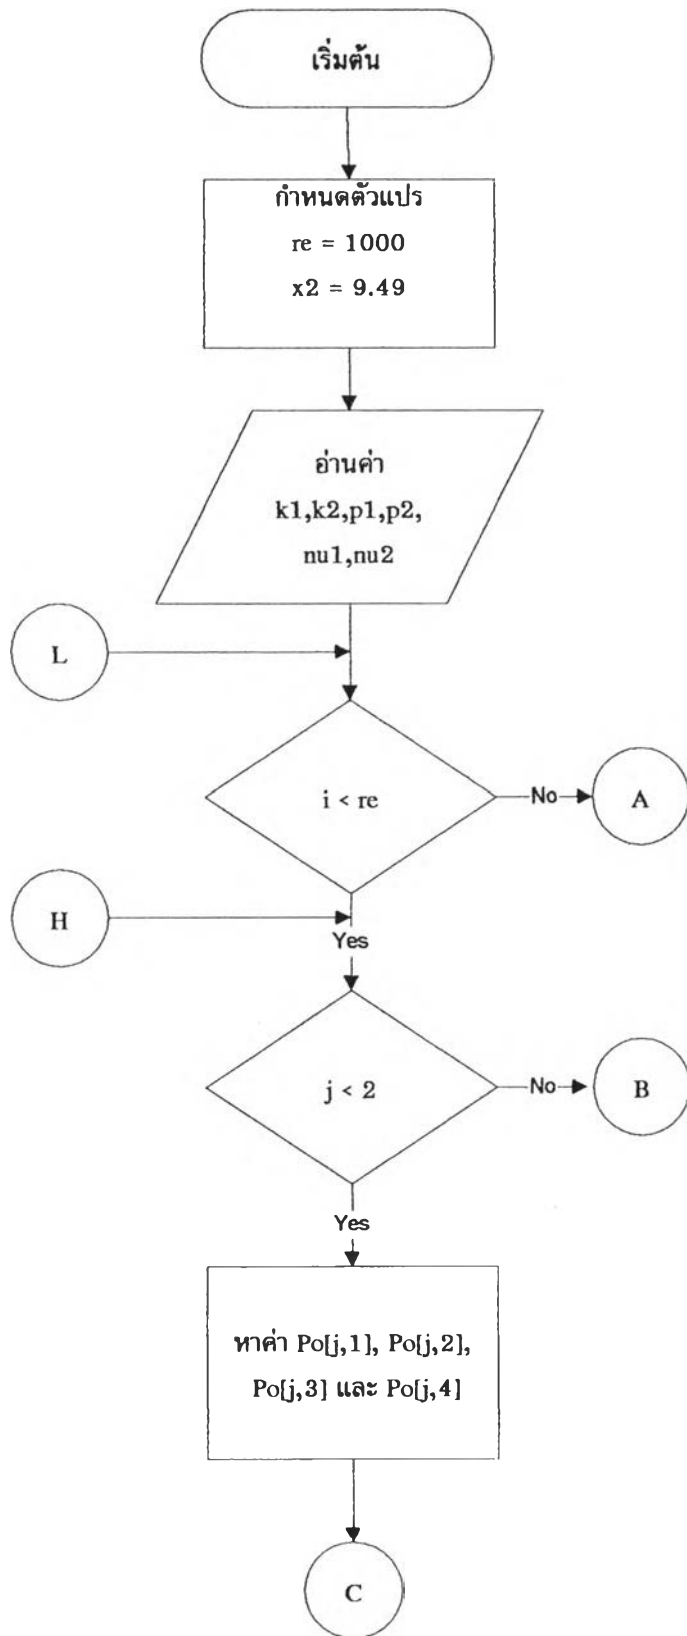 เริ่มต้น
กำหนดตัวแปร
re = 1000
x2 = 9.49
อ่านค่า
k1,k2,p1,p2,
nu1,nu2
L
i < re
No
A
H
Yes
j < 2
No
B
Yes
หาค่า Po[j,1], Po[j,2],
Po[j,3] และ Po[j,4]
C